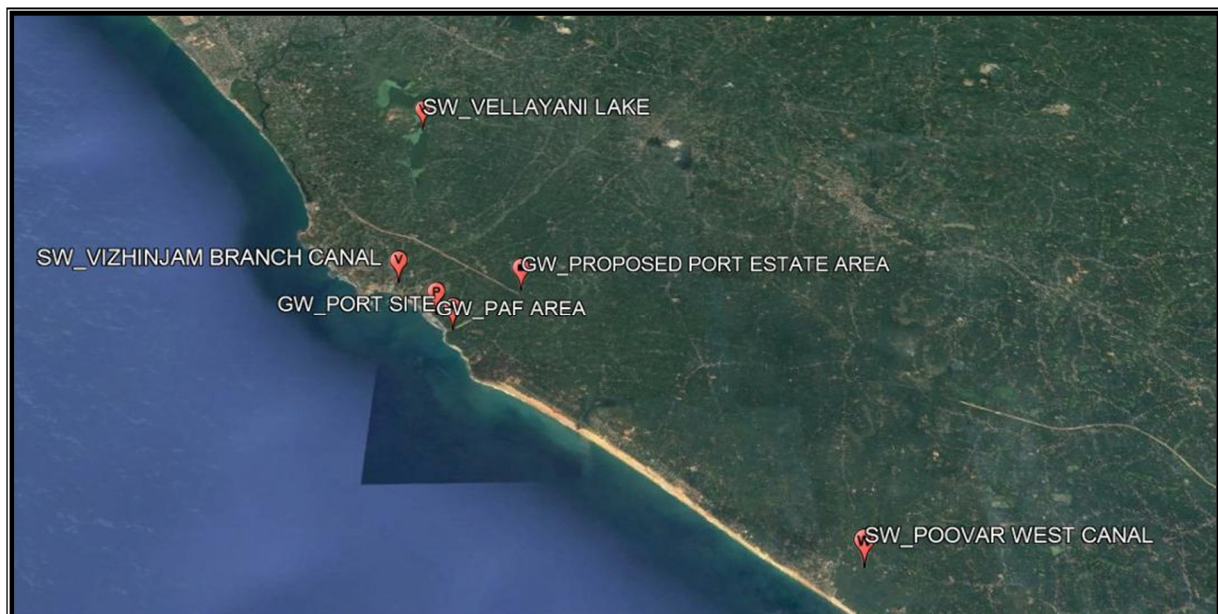 SW_VELLAYANI LAKE
SW_VIZHINJAM BRANCH CANAL
V
GW_PROPOSED PORT ESTATE AREA
P
GW_PORT SITE
GW_PAF AREA
SW_POOVAR WEST CANAL